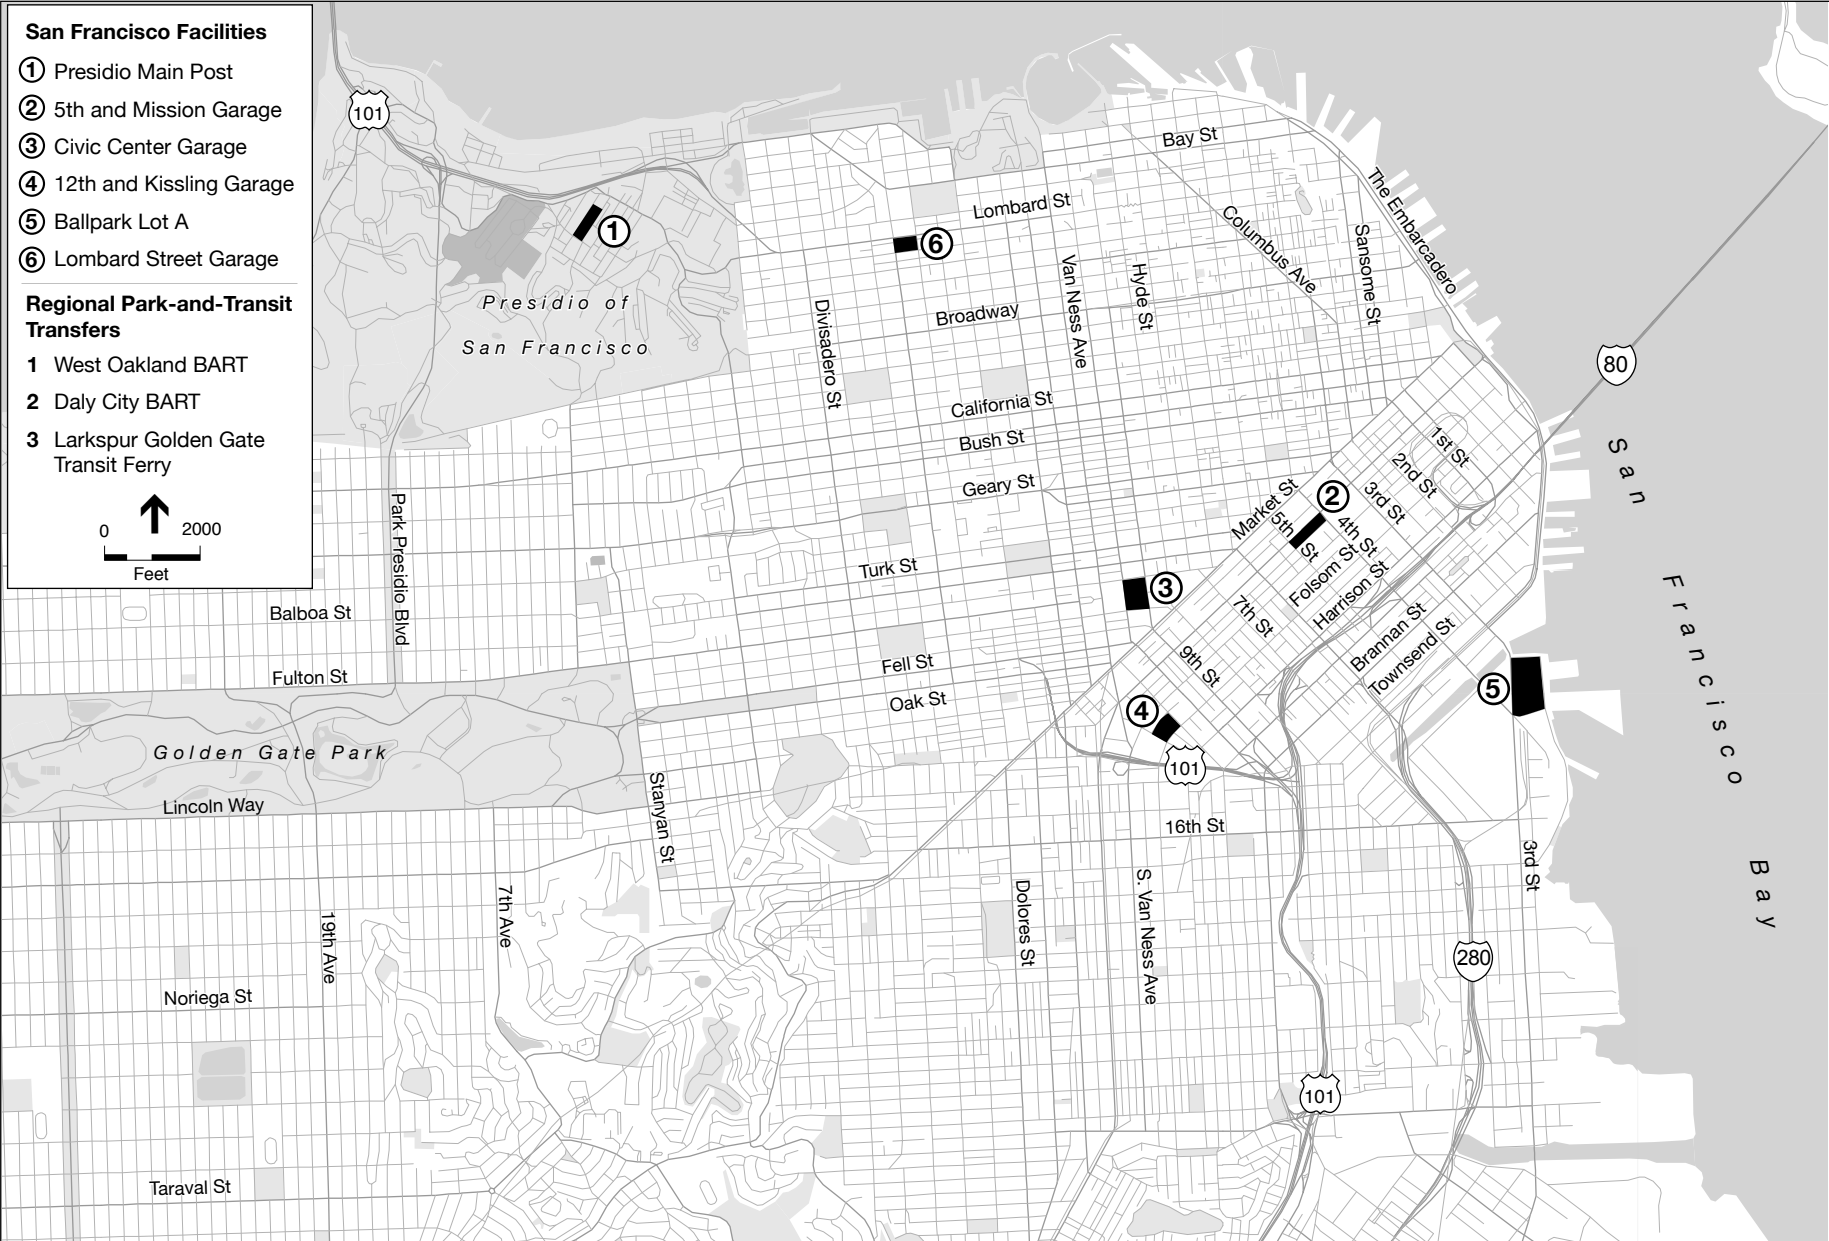 San Francisco Facilities
1 Presidio Main Post
2 5th and Mission Garage
3 Civic Center Garage
4 12th and Kissling Garage
5 Ballpark Lot A
6 Lombard Street Garage
Regional Park-and-Transit
Transfers
1 West Oakland BART
2 Daly City BART
3 Larkspur Golden Gate
Transit Ferry
0 2000
Feet
101
Bay St
The Embarcadero
Lombard St
Columbus Ave
Sansome St
1
6
Van Ness Ave
Hyde St
Presidio of
San Francisco
Divisadero St
Broadway
80
California St
Bush St
Geary St
1st St
2nd St
3rd St
4th St
5th St
Market St
2
San Francisco Bay
Park Presidio Blvd
Turk St
Folsom St
Harrison St
3
7th St
Balboa St
Brannan St
Townsend St
Fell St
9th St
Fulton St
Oak St
5
4
Golden Gate Park
101
Lincoln Way
Stanyan St
16th St
3rd St
19th Ave
7th Ave
Dolores St
S. Van Ness Ave
280
Noriega St
101
Taraval St